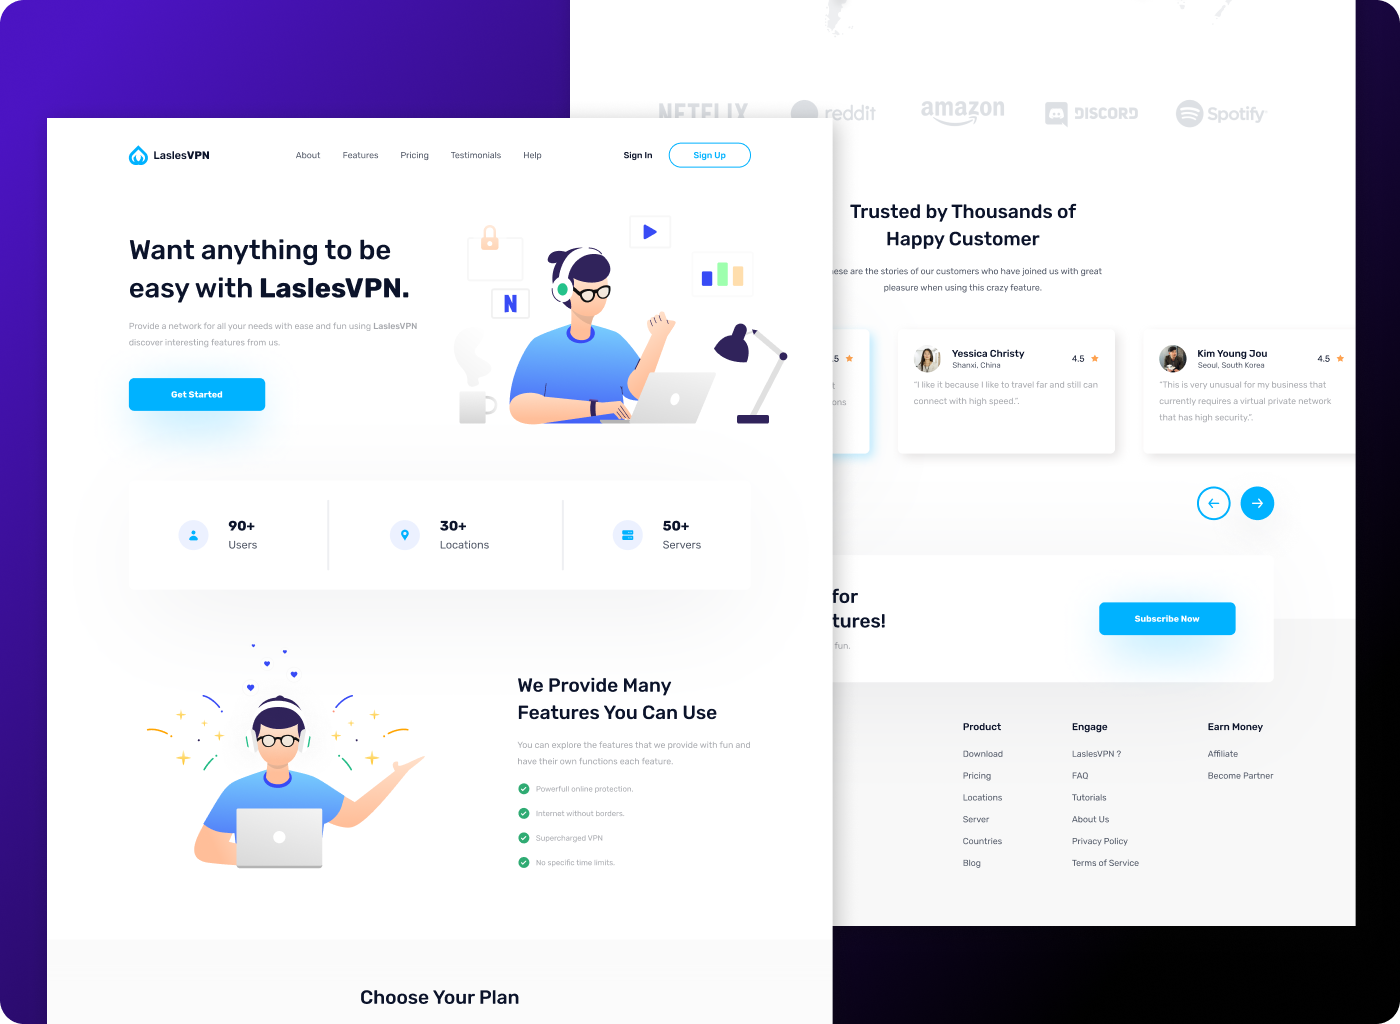 LaslesVPN
About Features Pricing Testimonials Help
Sign In Sign Up
Want anything to be
easy with LaslesVPN.
Provide a network for all your needs with ease and fun using LaslesVPN
discover interesting features from us.
Get Started
N
90+
Users
30+
Locations
50+
Servers
We Provide Many
Features You Can Use
You can explore the features that we provide with fun and
have their own functions each feature.
Powerfull online protection.
Internet without borders.
Supercharged VPN
No specific time limits.
Choose Your Plan
NETFLIX reddit amazon DISCORD Spotify
Trusted by Thousands of
Happy Customer
are the stories of our customers who have joined us with great
pleasure when using this crazy feature.
Yessica Christy
Shanxi, China
4.5
"I like it because I like to travel far and still can
connect with high speed.".
Kim Young Jou
Seoul, South Korea
4.5
"This is very unusual for my business that
currently requires a virtual private network
that has high security.".
for
tures!
fun.
Subscribe Now
Product
Download
Pricing
Locations
Server
Countries
Blog
Engage
LaslesVPN ?
FAQ
Tutorials
About Us
Privacy Policy
Terms of Service
Earn Money
Affiliate
Become Partner